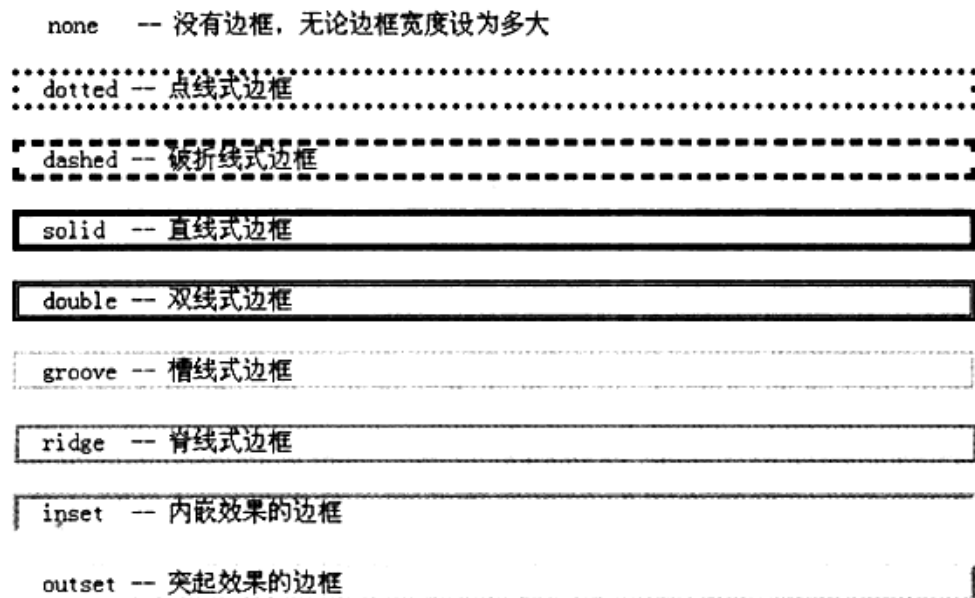 none -- 没有边框，无论边框宽度设为多大
dotted -- 点线式边框
dashed -- 破折线式边框
solid -- 直线式边框
double -- 双线式边框
groove -- 槽线式边框
ridge -- 脊线式边框
inset -- 内嵌效果的边框
outset -- 突起效果的边框